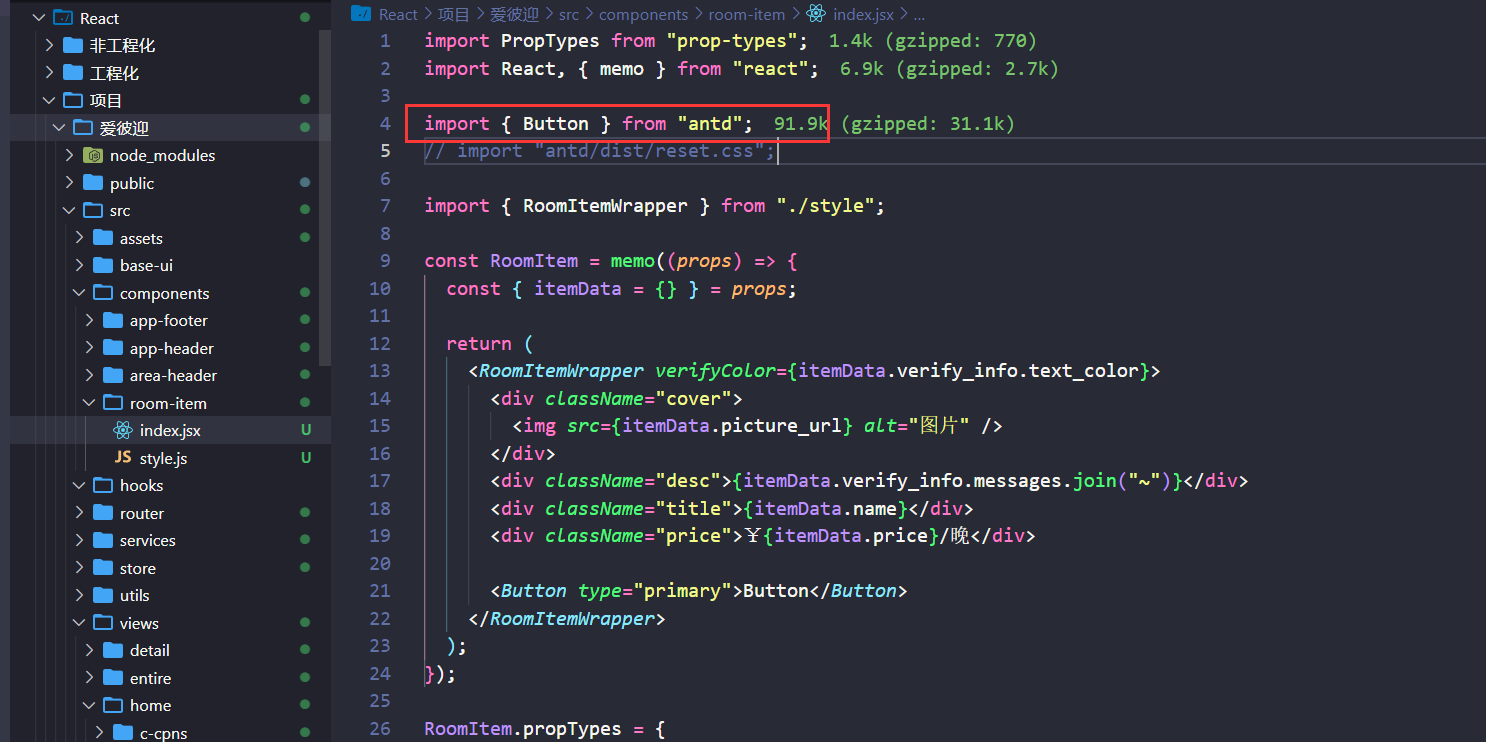 React
非工程化
工程化
项目
爱彼迎
node_modules
public
src
assets
base-ui
components
app-footer
app-header
area-header
room-item
index.jsx U
JS style.js U
hooks
router
services
store
utils
views
detail
entire
home
c-cpns
React > 项目 > 爱彼迎 > src > components > room-item > index.jsx > ...
1 import PropTypes from "prop-types"; 1.4k (gzipped: 770)
2 import React, { memo } from "react"; 6.9k (gzipped: 2.7k)
3
4 import { Button } from "antd"; 91.9k (gzipped: 31.1k)
5 // import "antd/dist/reset.css";
6
7 import { RoomItemWrapper } from "./style";
8
9 const RoomItem = memo((props) => {
10 const { itemData = {} } = props;
11
12 return (
13 <RoomItemWrapper verifyColor={itemData.verify_info.text_color}>
14 <div className="cover">
15 <img src={itemData.picture_url} alt="图片" />
16 </div>
17 <div className="desc">{itemData.verify_info.messages.join("~")}</div>
18 <div className="title">{itemData.name}</div>
19 <div className="price">¥{itemData.price}/晚</div>
20
21 <Button type="primary">Button</Button>
22 </RoomItemWrapper>
23 );
24 });
25
26 RoomItem.propTypes = {